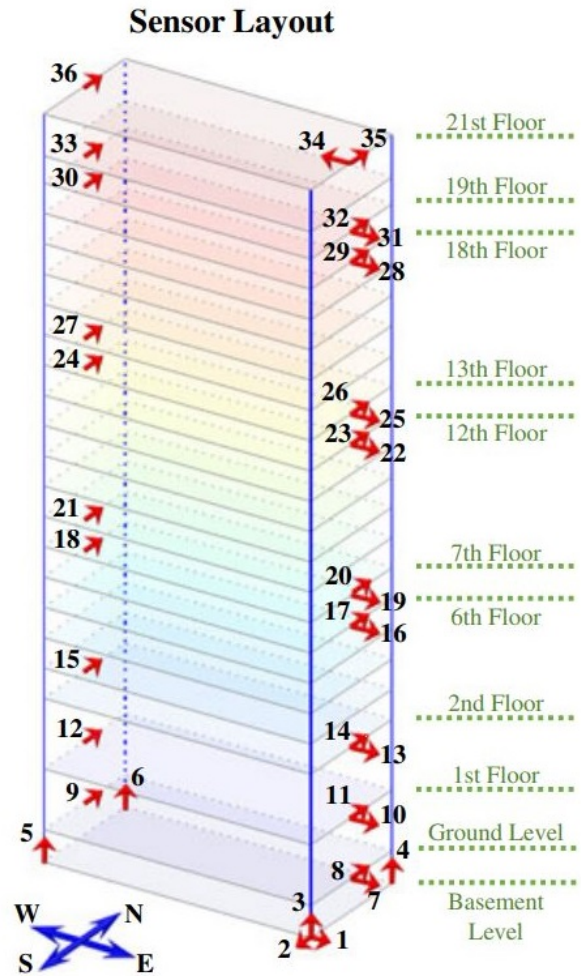 Sensor Layout
36
34 35
21st Floor
33
19th Floor
30
32
31
18th Floor
29
28
27
13th Floor
24
26
25
12th Floor
23
22
21
7th Floor
18
20
19
6th Floor
17
16
15
2nd Floor
14
13
12
1st Floor
6
9
11
10
5
Ground Level
4
8
7
Basement
Level
3
W N
2 1
S E